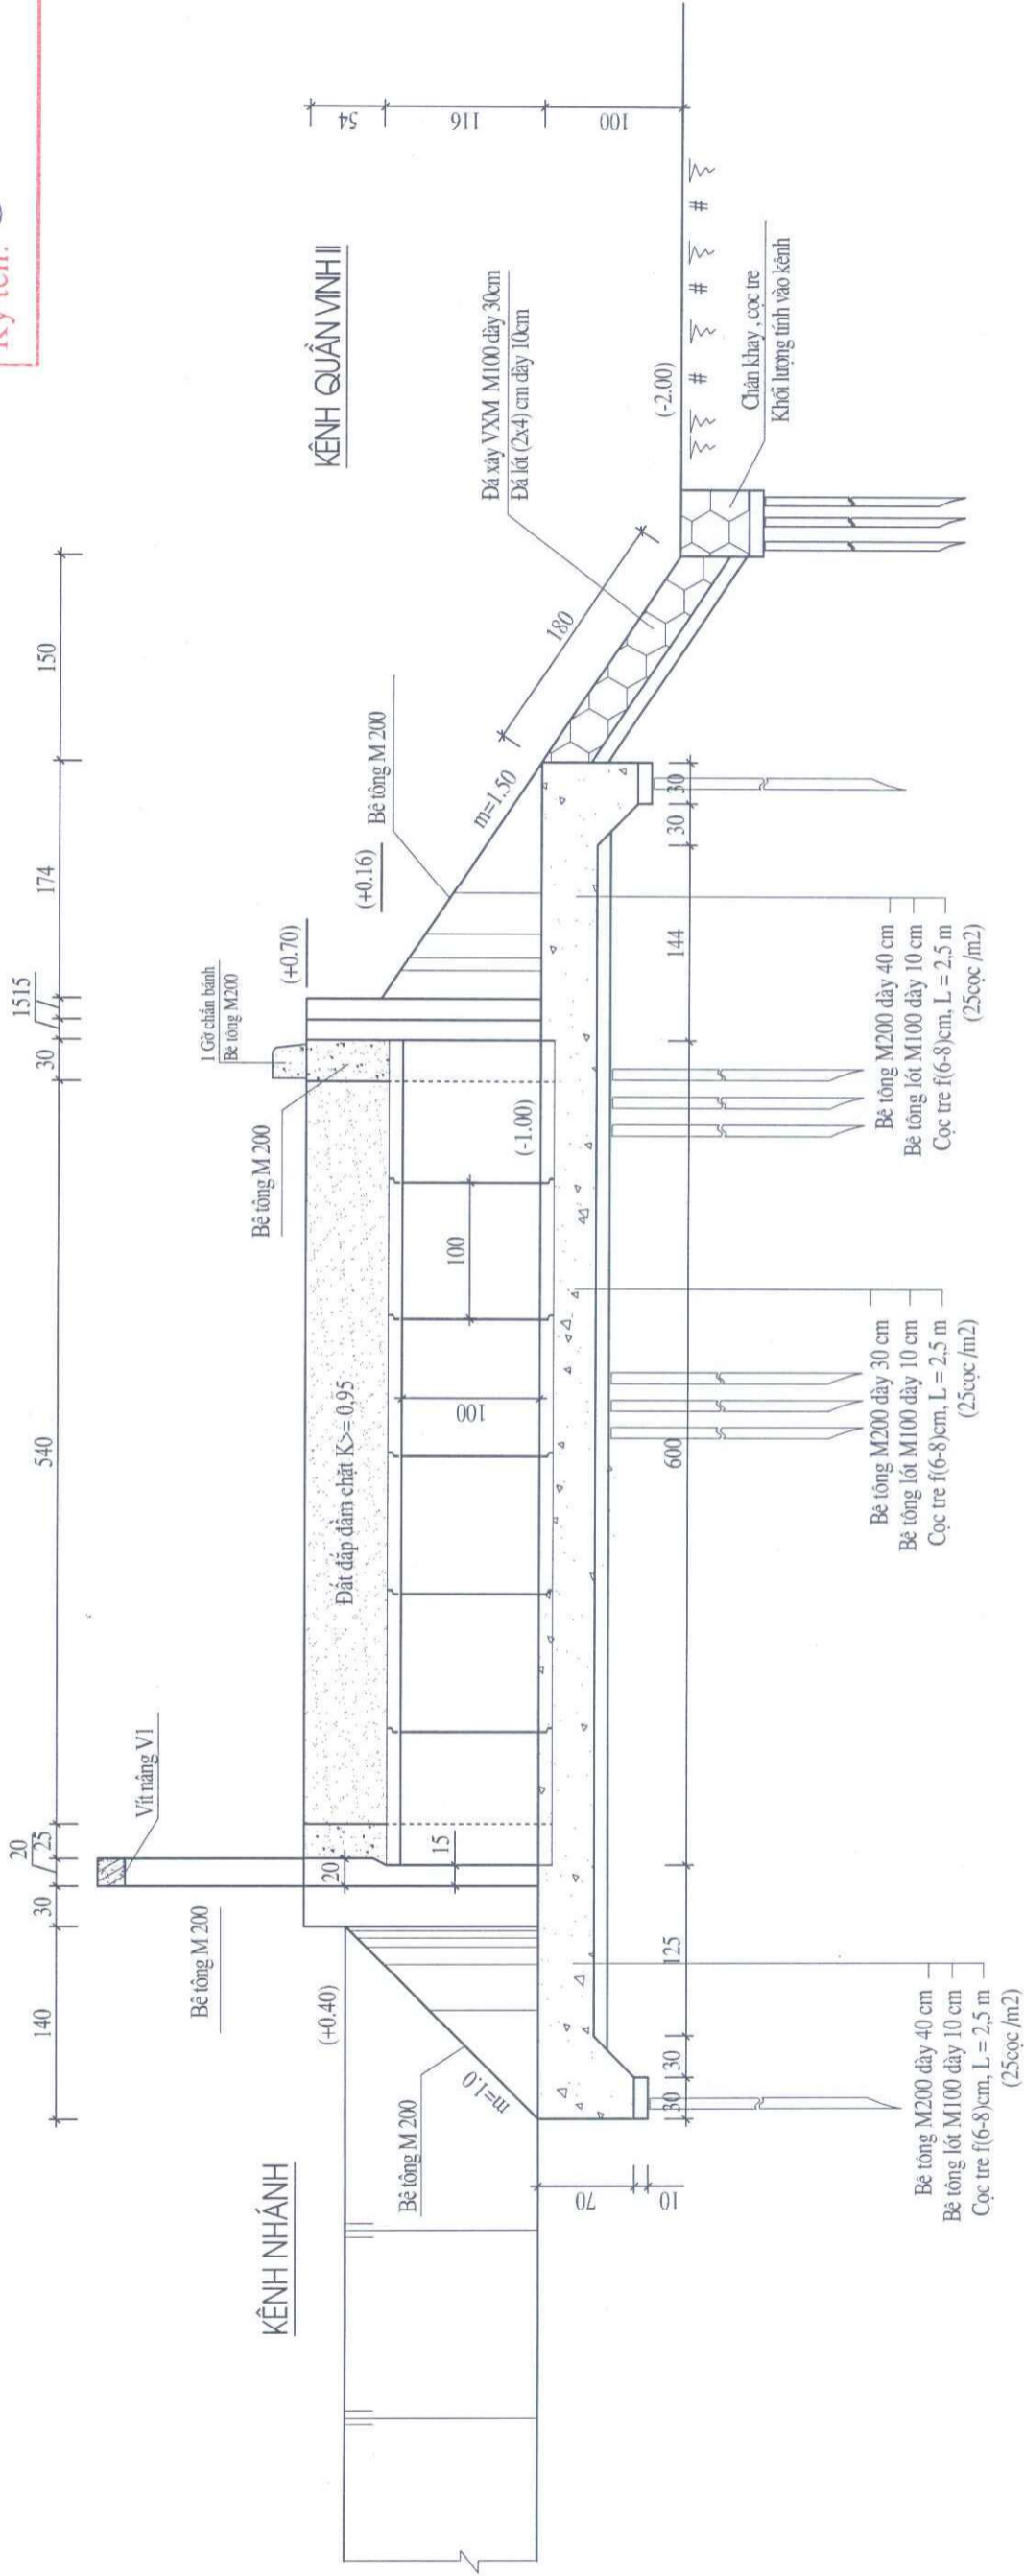 Ký tên:
140
30
20
25
540
30
1515
174
150
Vít nâng V1
Bê tông M 200
1 Gờ chắn bánh
Bê tông M200
(+0.70)
(+0.16)
Bê tông M 200
KÊNH QUẦN VINH II
54
116
100
KÊNH NHÁNH
(+0.40)
Bê tông M 200
m=1.0
20
15
Đất đắp đầm chặt K>= 0,95
Bê tông M 200
100
100
(-1.00)
m=1.50
180
Đá xây VXM M100 dày 30cm
Đá lót (2x4) cm dày 10cm
(-2.00)
Chân khay , cọc tre
Khối lượng tính vào kênh
70
10
30
30
125
600
144
30
30
Bê tông M200 dày 40 cm
Bê tông lót M100 dày 10 cm
Cọc tre f(6-8)cm, L = 2,5 m
(25cọc /m2)
Bê tông M200 dày 30 cm
Bê tông lót M100 dày 10 cm
Cọc tre f(6-8)cm, L = 2,5 m
(25cọc /m2)
Bê tông M200 dày 40 cm
Bê tông lót M100 dày 10 cm
Cọc tre f(6-8)cm, L = 2,5 m
(25cọc /m2)